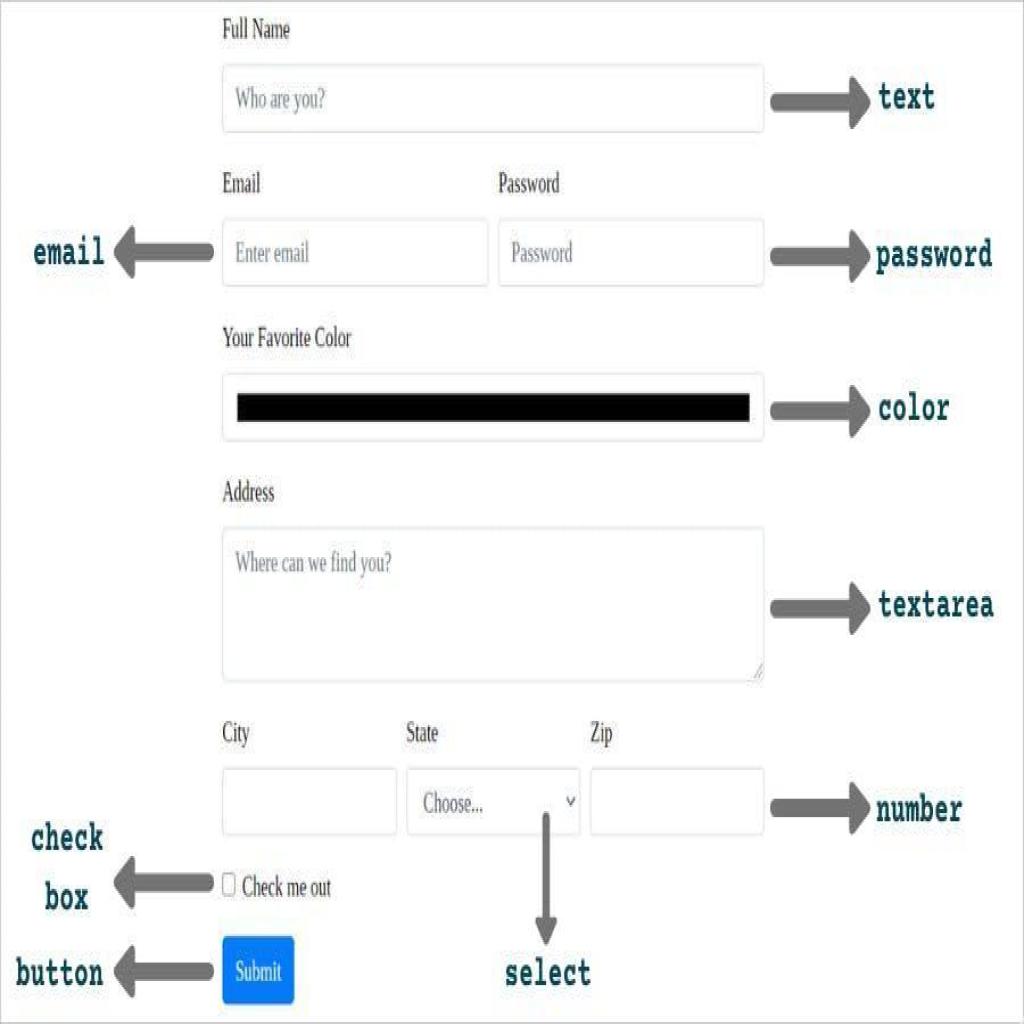 Full Name
Who are you?
text
Email
Password
email
Enter email
Password
password
Your Favorite Color
color
Address
Where can we find you?
textarea
City
State
Zip
Choose...
number
check
box
Check me out
button
Submit
select